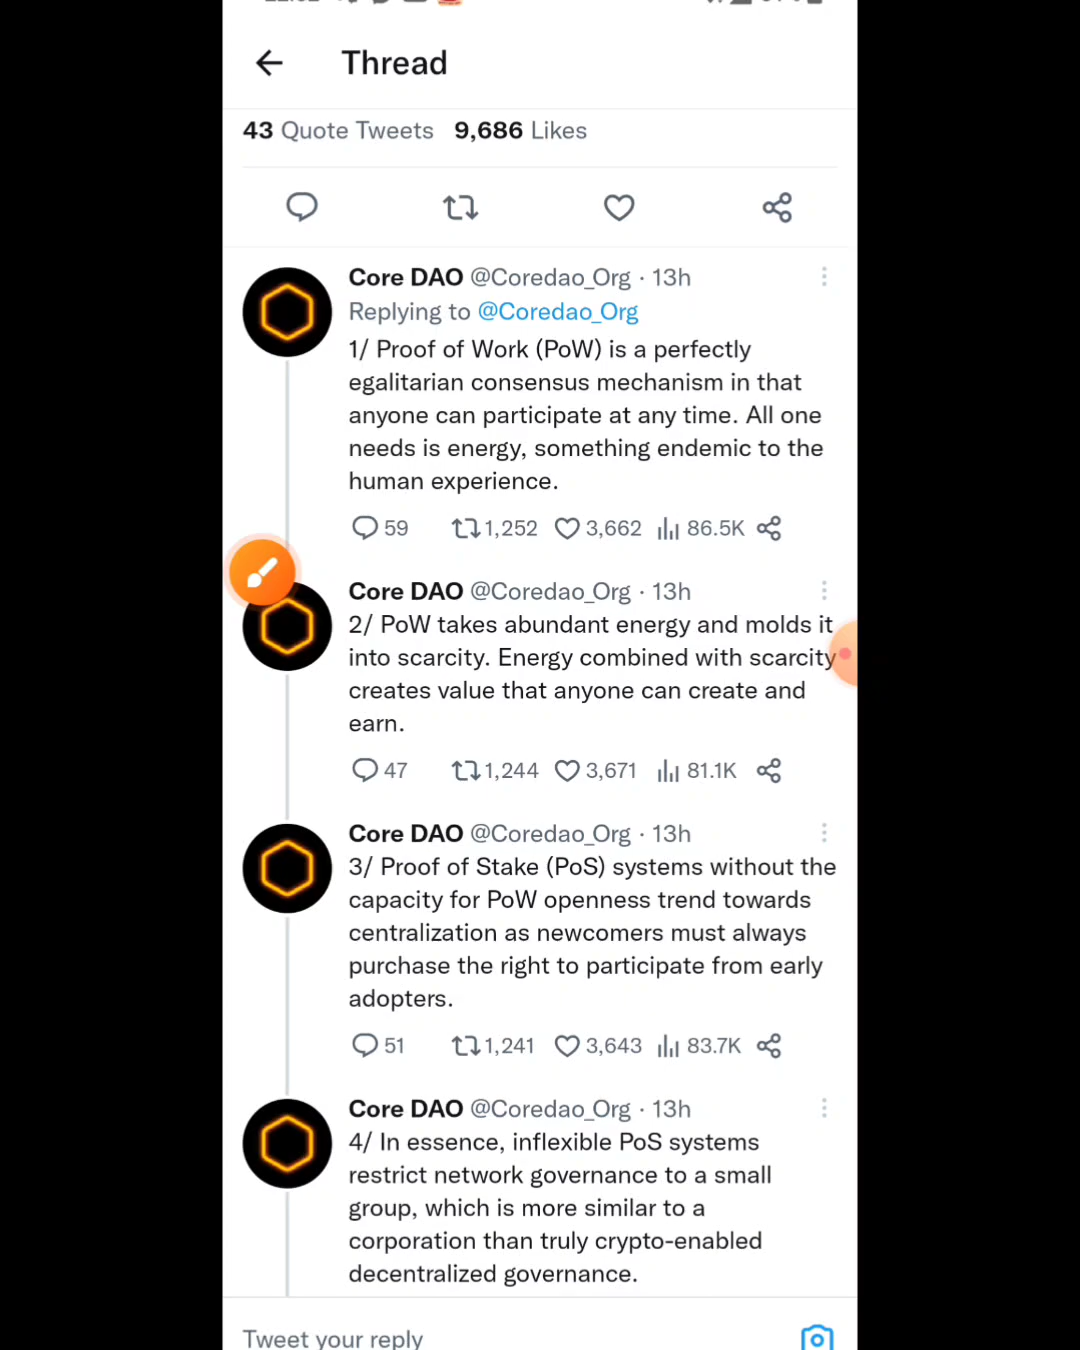 Thread
43 Quote Tweets 9,686 Likes
Core DAO @Coredao_Org · 13h
Replying to @Coredao_Org
1/ Proof of Work (PoW) is a perfectly
egalitarian consensus mechanism in that
anyone can participate at any time. All one
needs is energy, something endemic to the
human experience.
59 1,252 3,662 86.5K
Core DAO @Coredao_Org · 13h
2/ PoW takes abundant energy and molds it
into scarcity. Energy combined with scarcity
creates value that anyone can create and
earn.
47 1,244 3,671 81.1K
Core DAO @Coredao_Org · 13h
3/ Proof of Stake (PoS) systems without the
capacity for PoW openness trend towards
centralization as newcomers must always
purchase the right to participate from early
adopters.
51 1,241 3,643 83.7K
Core DAO @Coredao_Org · 13h
4/ In essence, inflexible PoS systems
restrict network governance to a small
group, which is more similar to a
corporation than truly crypto-enabled
decentralized governance.
Tweet your reply